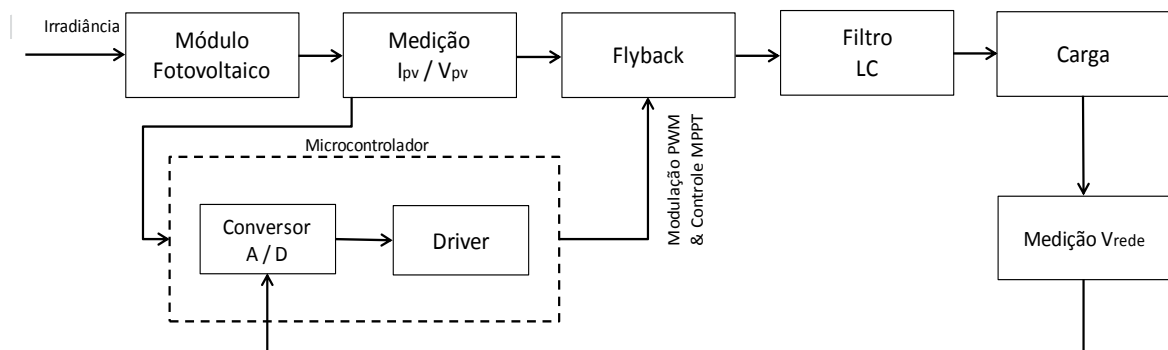 Irradiância
Módulo
Fotovoltaico
Medição
Ipv / Vpv
Flyback
Filtro
LC
Carga
Microcontrolador
Modulação PWM
& Controle MPPT
Conversor
A / D
Driver
Medição Vrede